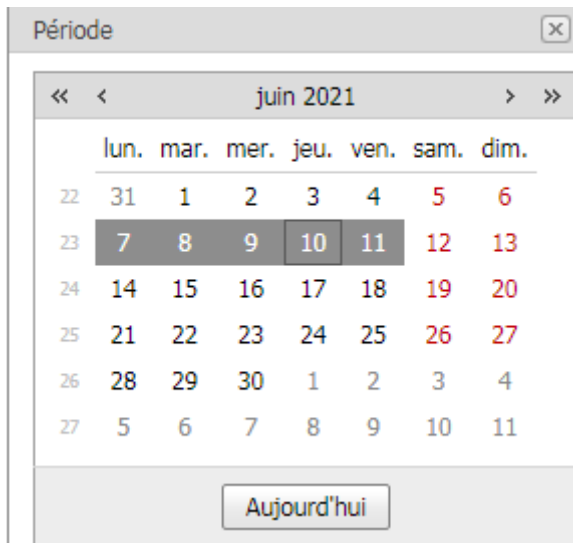 Période
« ‹ juin 2021 › »
lun. mar. mer. jeu. ven. sam. dim.
22 31 1 2 3 4 5 6
23 7 8 9 10 11 12 13
24 14 15 16 17 18 19 20
25 21 22 23 24 25 26 27
26 28 29 30 1 2 3 4
27 5 6 7 8 9 10 11
Aujourd'hui